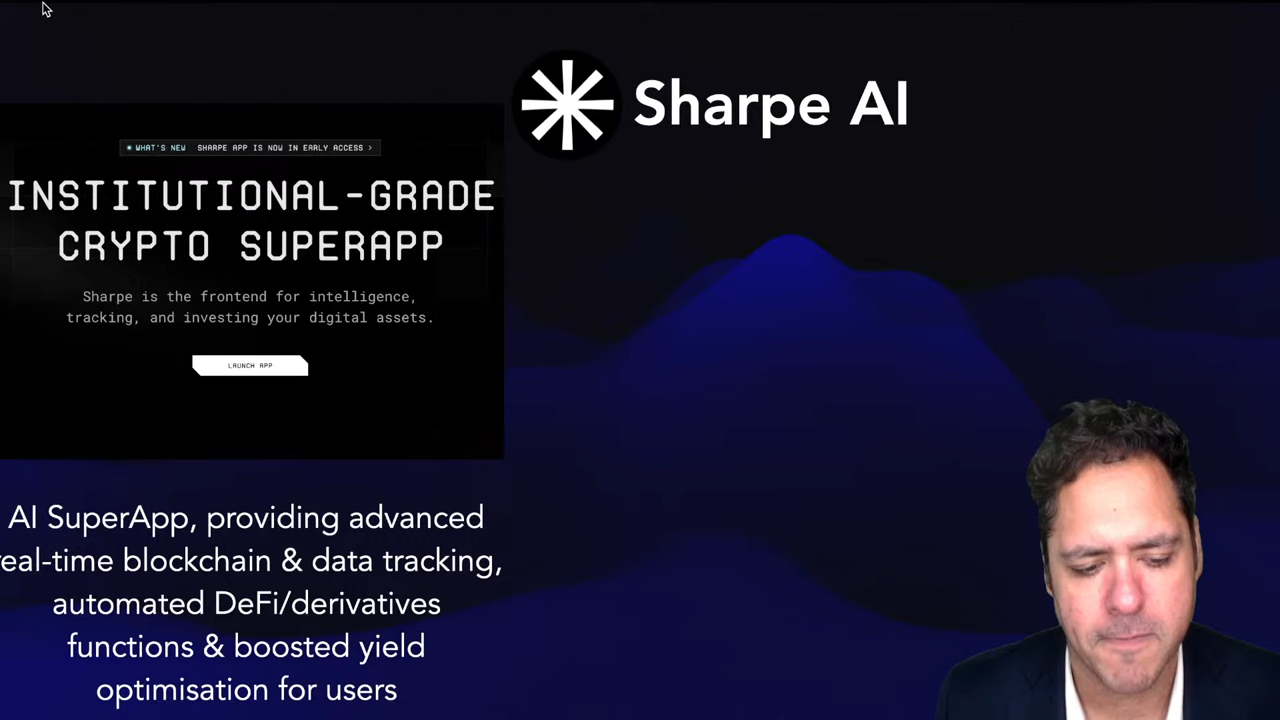 Sharpe AI
WHAT'S NEW SHARPE APP IS NOW IN EARLY ACCESS >
INSTITUTIONAL-GRADE
CRYPTO SUPERAPP
Sharpe is the frontend for intelligence,
tracking, and investing your digital assets.
LAUNCH APP
AI SuperApp, providing advanced
real-time blockchain & data tracking,
automated DeFi/derivatives
functions & boosted yield
optimisation for users